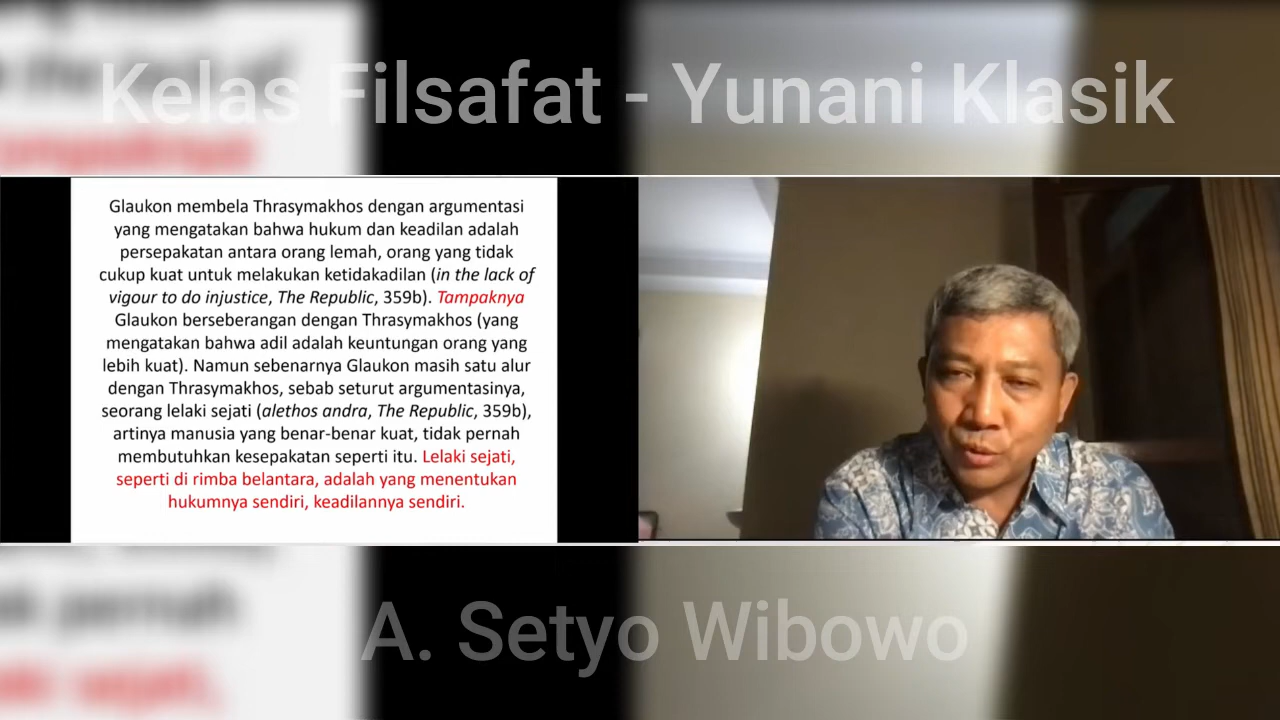 Kelas Filsafat - Yunani Klasik
Glaukon membela Thrasymakhos dengan argumentasi
yang mengatakan bahwa hukum dan keadilan adalah
persepakatan antara orang lemah, orang yang tidak
cukup kuat untuk melakukan ketidakadilan (in the lack of
vigour to do injustice, The Republic, 359b). Tampaknya
Glaukon berseberangan dengan Thrasymakhos (yang
mengatakan bahwa adil adalah keuntungan orang yang
lebih kuat). Namun sebenarnya Glaukon masih satu alur
dengan Thrasymakhos, sebab seturut argumentasinya,
seorang lelaki sejati (alethos andra, The Republic, 359b),
artinya manusia yang benar-benar kuat, tidak pernah
membutuhkan kesepakatan seperti itu. Lelaki sejati,
seperti di rimba belantara, adalah yang menentukan
hukumnya sendiri, keadilannya sendiri.
A. Setyo Wibowo